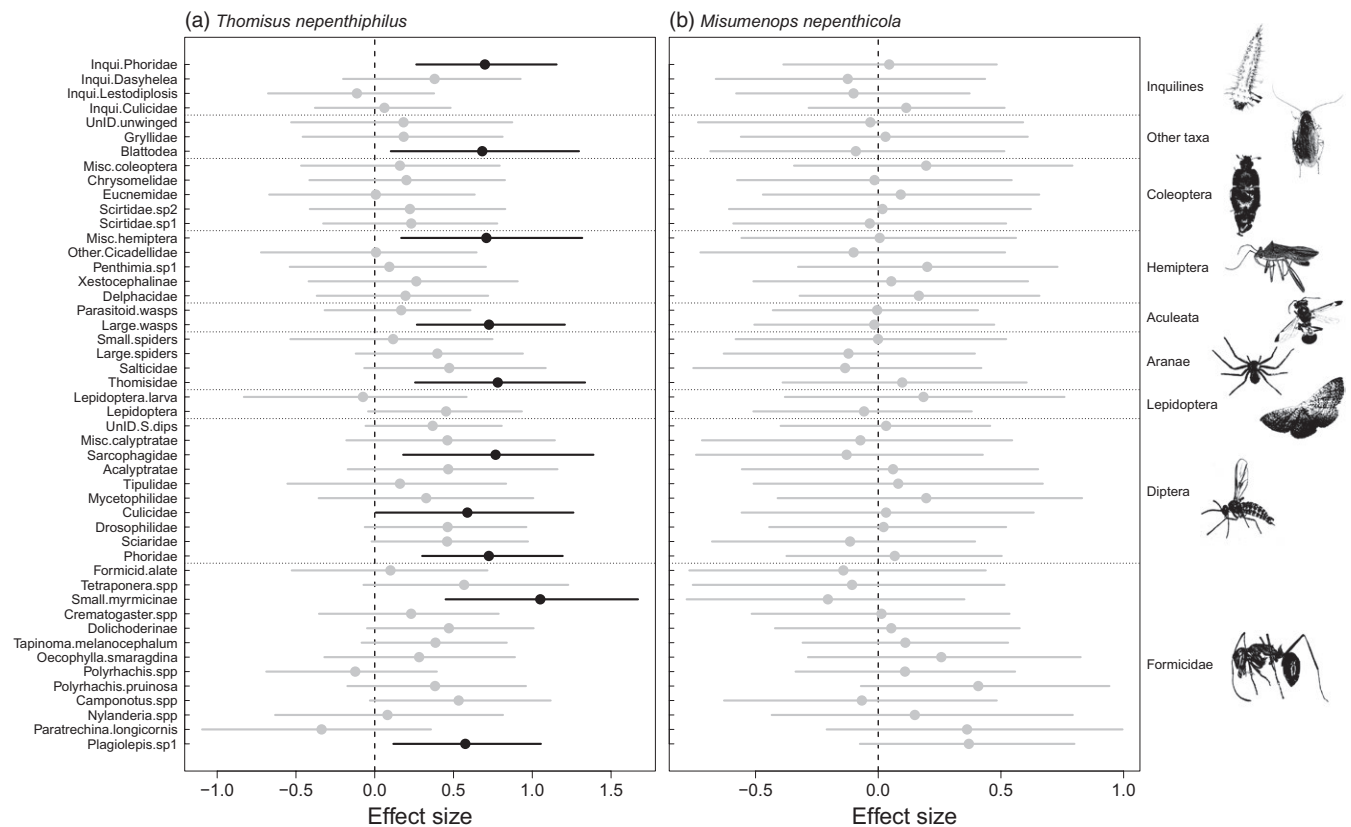 (a) Thomisus nepenthiphilus
(b) Misumenops nepenthicola
Inqui.Phoridae
Inqui.Dasyhelea
Inqui.Lestodiplosis
Inqui.Culicidae
UnID.unwinged
Gryllidae
Blattodea
Misc.coleoptera
Chrysomelidae
Eucnemidae
Scirtidae.sp2
Scirtidae.sp1
Misc.hemiptera
Other.Cicadellidae
Penthimia.sp1
Xestocephalinae
Delphacidae
Parasitoid.wasps
Large.wasps
Small.spiders
Large.spiders
Salticidae
Thomisidae
Lepidoptera.larva
Lepidoptera
UnID.S.dips
Misc.calyptratae
Sarcophagidae
Acalyptratae
Tipulidae
Mycetophilidae
Culicidae
Drosophilidae
Sciaridae
Phoridae
Formicid.alate
Tetraponera.spp
Small.myrmicinae
Crematogaster.spp
Dolichoderinae
Tapinoma.melanocephalum
Oecophylla.smaragdina
Polyrhachis.spp
Polyrhachis.pruinosa
Camponotus.spp
Nylanderia.spp
Paratrechina.longicornis
Plagiolepis.sp1
Inquilines
Other taxa
Coleoptera
Hemiptera
Aculeata
Aranae
Lepidoptera
Diptera
Formicidae
−1.0 −0.5 0.0 0.5 1.0 1.5
Effect size
−0.5 0.0 0.5 1.0
Effect size